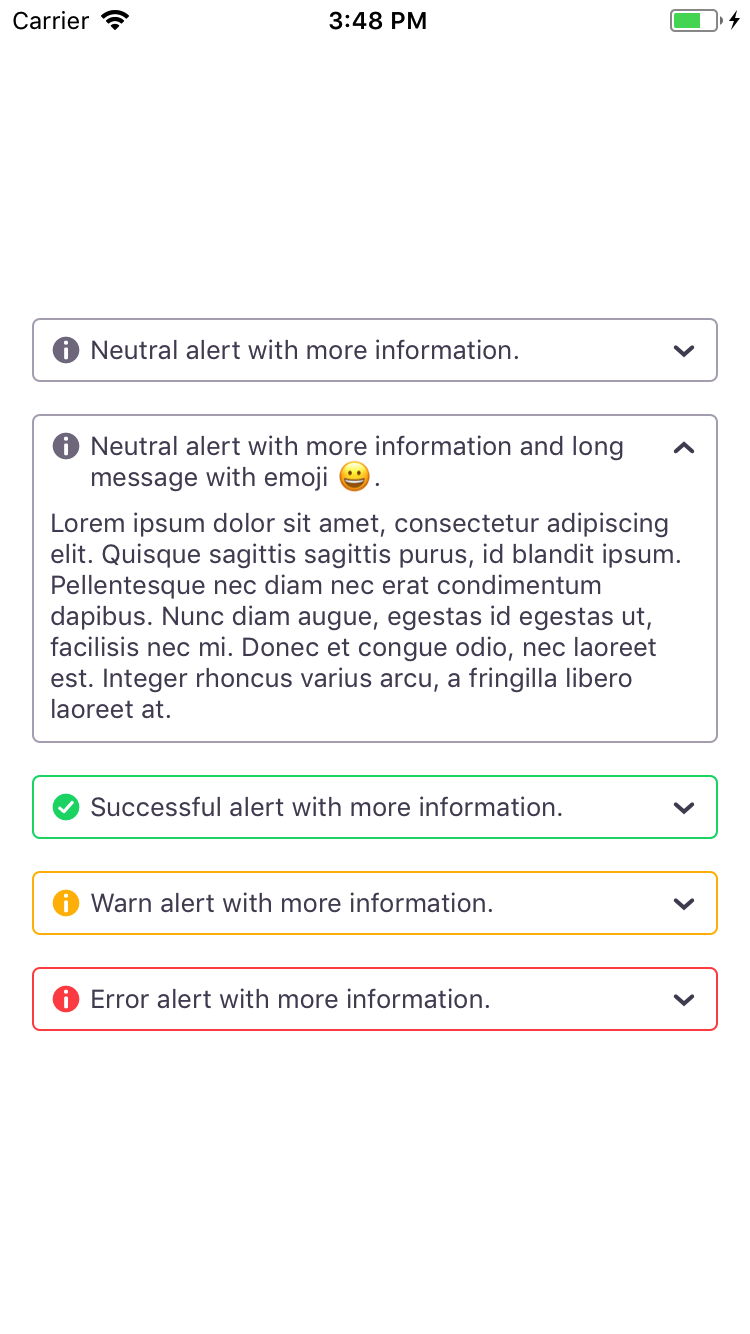 Carrier 3:48 PM
Neutral alert with more information.
Neutral alert with more information and long
message with emoji 😀.
Lorem ipsum dolor sit amet, consectetur adipiscing
elit. Quisque sagittis sagittis purus, id blandit ipsum.
Pellentesque nec diam nec erat condimentum
dapibus. Nunc diam augue, egestas id egestas ut,
facilisis nec mi. Donec et congue odio, nec laoreet
est. Integer rhoncus varius arcu, a fringilla libero
laoreet at.
Successful alert with more information.
Warn alert with more information.
Error alert with more information.